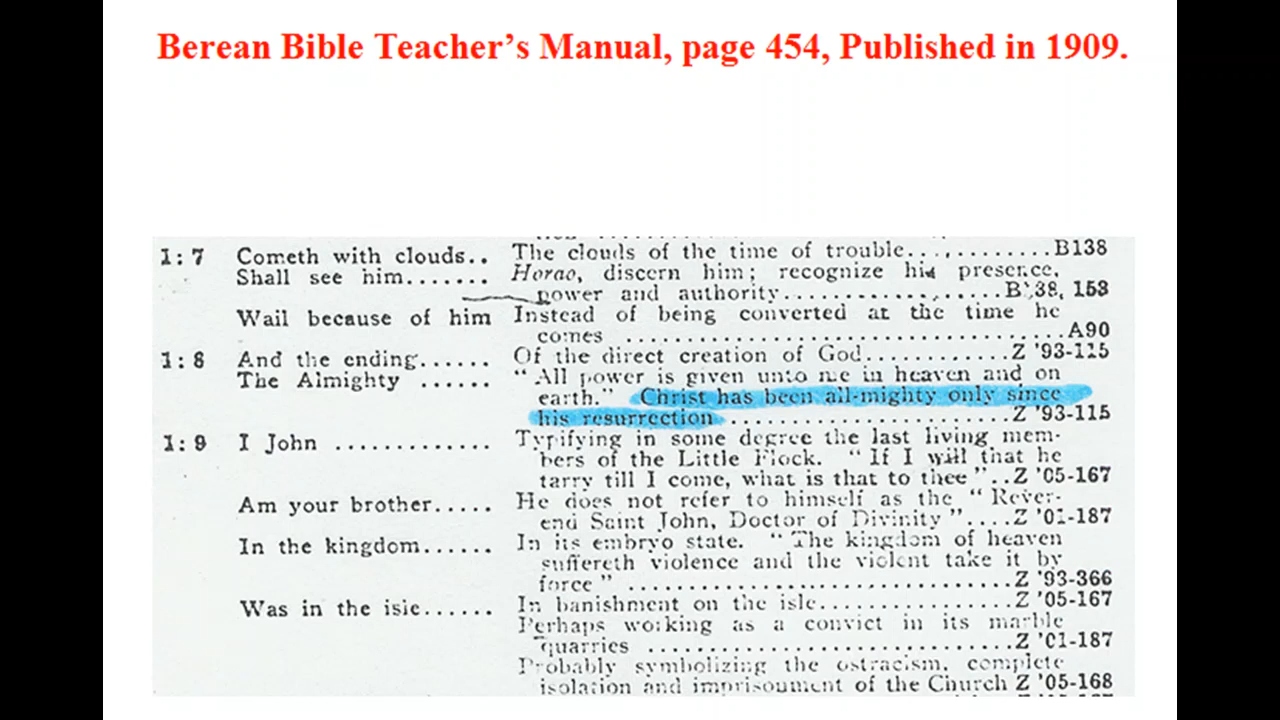 Berean Bible Teacher's Manual, page 454, Published in 1909.
1:7 Cometh with clouds.. The clouds of the time of trouble..........B138
Shall see him....... Horao, discern him; recognize his presence,
power and authority.....................B138, 153
Wail because of him Instead of being converted at the time he
comes ........................................A90
1:8 And the ending...... Of the direct creation of God............Z '93-115
The Almighty ...... "All power is given unto me in heaven and on
earth." Christ has been all-mighty only since
his resurrection ........................Z '93-115
1:9 I John ............. Typifying in some degree the last living mem-
bers of the Little Flock. "If I will that he
tarry till I come, what is that to thee"..Z '05-167
Am your brother..... He does not refer to himself as the "Rever-
end Saint John, Doctor of Divinity"....Z '01-187
In the kingdom...... In its embryo state. "The kingdom of heaven
suffereth violence and the violent take it by
force" ................................Z '93-366
Was in the isle...... In banishment on the isle................Z '05-167
Perhaps working as a convict in its marble
quarries ..............................Z '01-187
Probably symbolizing the ostracism, complete
isolation and imprisonment of the Church Z '05-168